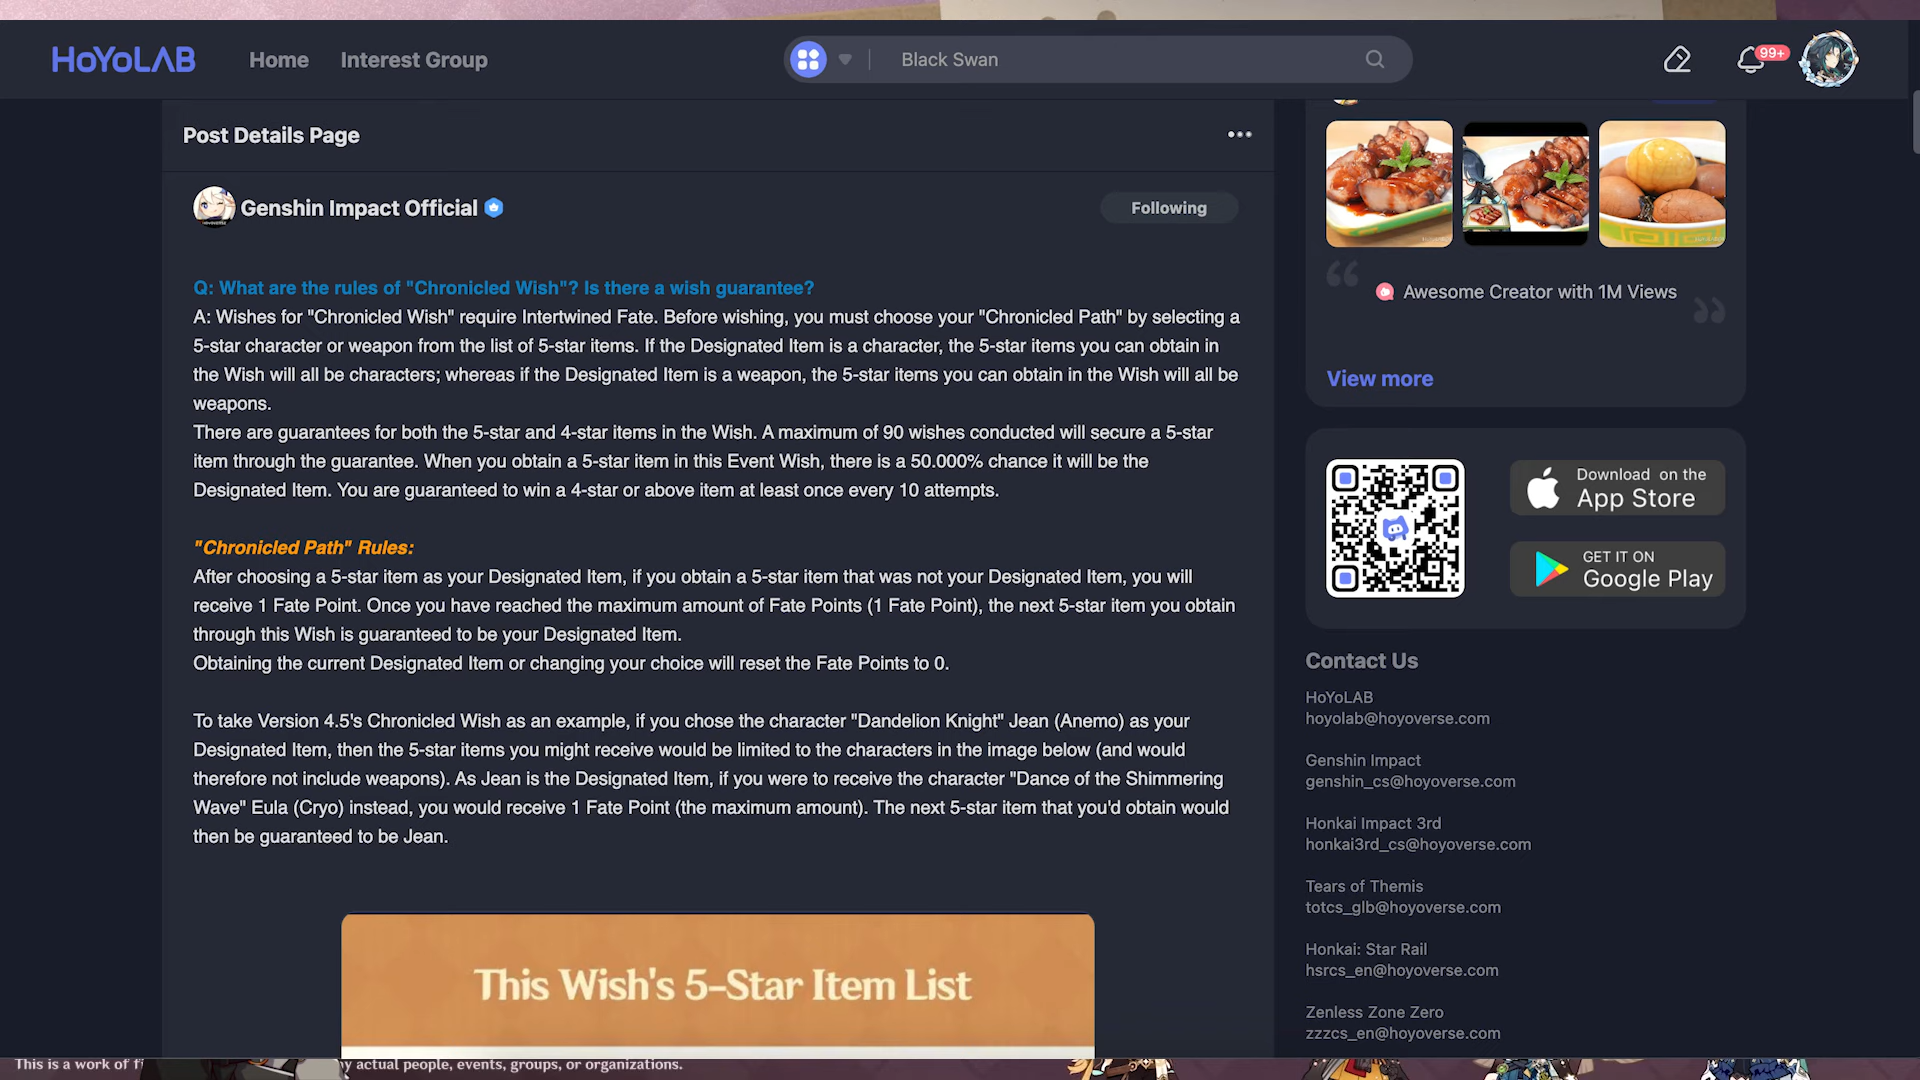 HoYoLAB
Home
Interest Group
Black Swan
99+
Post Details Page
Genshin Impact Official
Following
Q: What are the rules of "Chronicled Wish"? Is there a wish guarantee?
A: Wishes for "Chronicled Wish" require Intertwined Fate. Before wishing, you must choose your "Chronicled Path" by selecting a
5-star character or weapon from the list of 5-star items. If the Designated Item is a character, the 5-star items you can obtain in
the Wish will all be characters; whereas if the Designated Item is a weapon, the 5-star items you can obtain in the Wish will all be
weapons.
There are guarantees for both the 5-star and 4-star items in the Wish. A maximum of 90 wishes conducted will secure a 5-star
item through the guarantee. When you obtain a 5-star item in this Event Wish, there is a 50.000% chance it will be the
Designated Item. You are guaranteed to win a 4-star or above item at least once every 10 attempts.
"Chronicled Path" Rules:
After choosing a 5-star item as your Designated Item, if you obtain a 5-star item that was not your Designated Item, you will
receive 1 Fate Point. Once you have reached the maximum amount of Fate Points (1 Fate Point), the next 5-star item you obtain
through this Wish is guaranteed to be your Designated Item.
Obtaining the current Designated Item or changing your choice will reset the Fate Points to 0.
To take Version 4.5's Chronicled Wish as an example, if you chose the character "Dandelion Knight" Jean (Anemo) as your
Designated Item, then the 5-star items you might receive would be limited to the characters in the image below (and would
therefore not include weapons). As Jean is the Designated Item, if you were to receive the character "Dance of the Shimmering
Wave" Eula (Cryo) instead, you would receive 1 Fate Point (the maximum amount). The next 5-star item that you'd obtain would
then be guaranteed to be Jean.
This Wish's 5-Star Item List
Awesome Creator with 1M Views
View more
Download on the
App Store
GET IT ON
Google Play
Contact Us
HoYoLAB
hoyolab@hoyoverse.com
Genshin Impact
genshin_cs@hoyoverse.com
Honkai Impact 3rd
honkai3rd_cs@hoyoverse.com
Tears of Themis
totcs_glb@hoyoverse.com
Honkai: Star Rail
hsrcs_en@hoyoverse.com
Zenless Zone Zero
zzzcs_en@hoyoverse.com
This is a work of actual people, events, groups, or organizations.